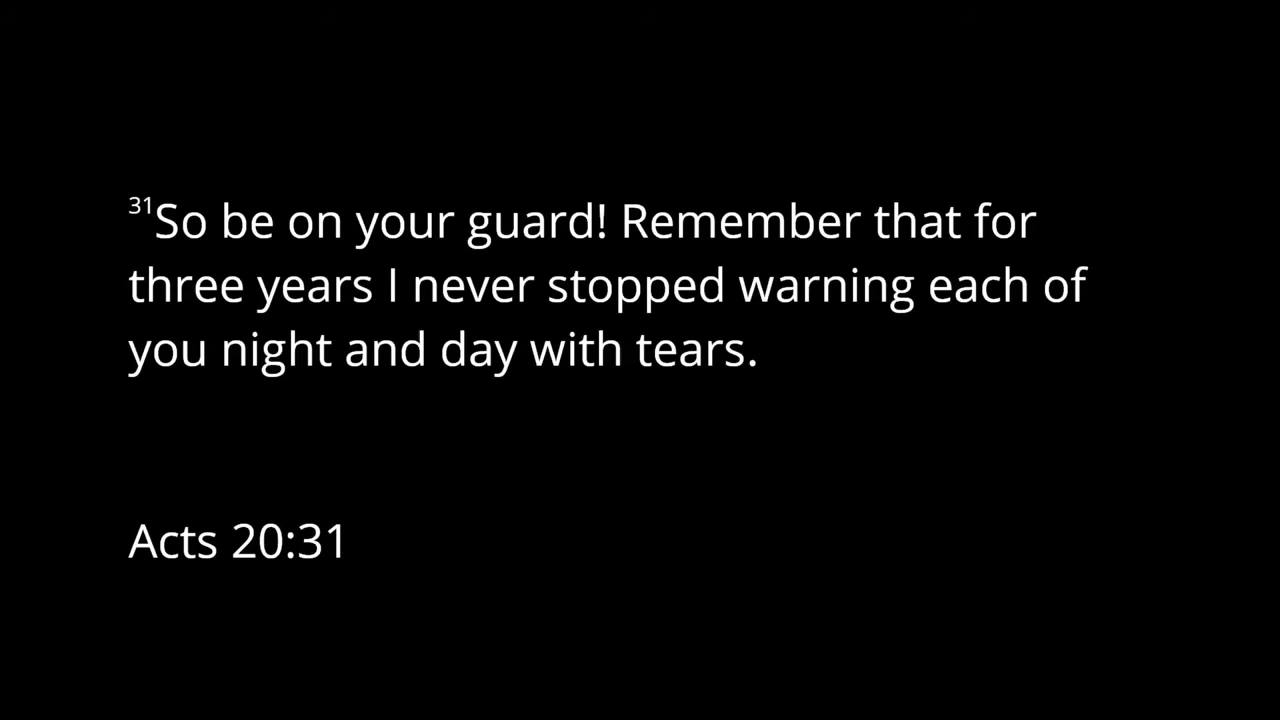 31So be on your guard! Remember that for
three years I never stopped warning each of
you night and day with tears.
Acts 20:31